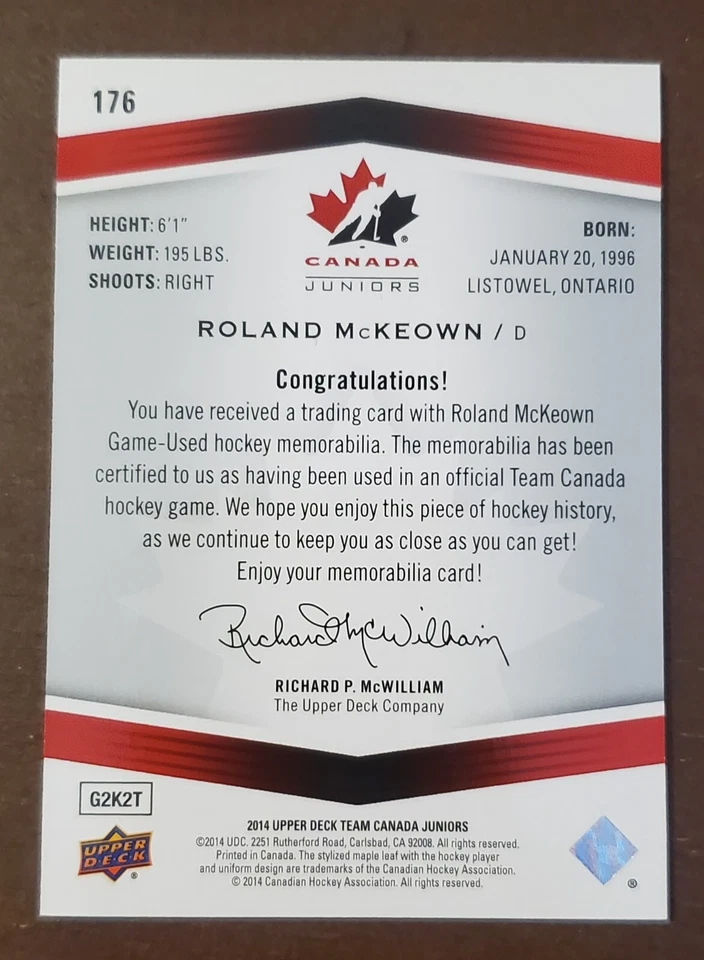 176
HEIGHT: 6'1"
WEIGHT: 195 LBS.
SHOOTS: RIGHT
®
CANADA
JUNIORS
BORN:
JANUARY 20, 1996
LISTOWEL, ONTARIO
ROLAND McKEOWN / D
Congratulations!
You have received a trading card with Roland McKeown
Game-Used hockey memorabilia. The memorabilia has been
certified to us as having been used in an official Team Canada
hockey game. We hope you enjoy this piece of hockey history,
as we continue to keep you as close as you can get!
Enjoy your memorabilia card!
Richard McWilliam
RICHARD P. McWILLIAM
The Upper Deck Company
G2K2T
UPPER
DECK
®
2014 UPPER DECK TEAM CANADA JUNIORS
©2014 UDC. 2251 Rutherford Road, Carlsbad, CA 92008. All rights reserved.
Printed in Canada. The stylized maple leaf with the hockey player
and uniform design are trademarks of the Canadian Hockey Association.
© 2014 Canadian Hockey Association. All rights reserved.
®